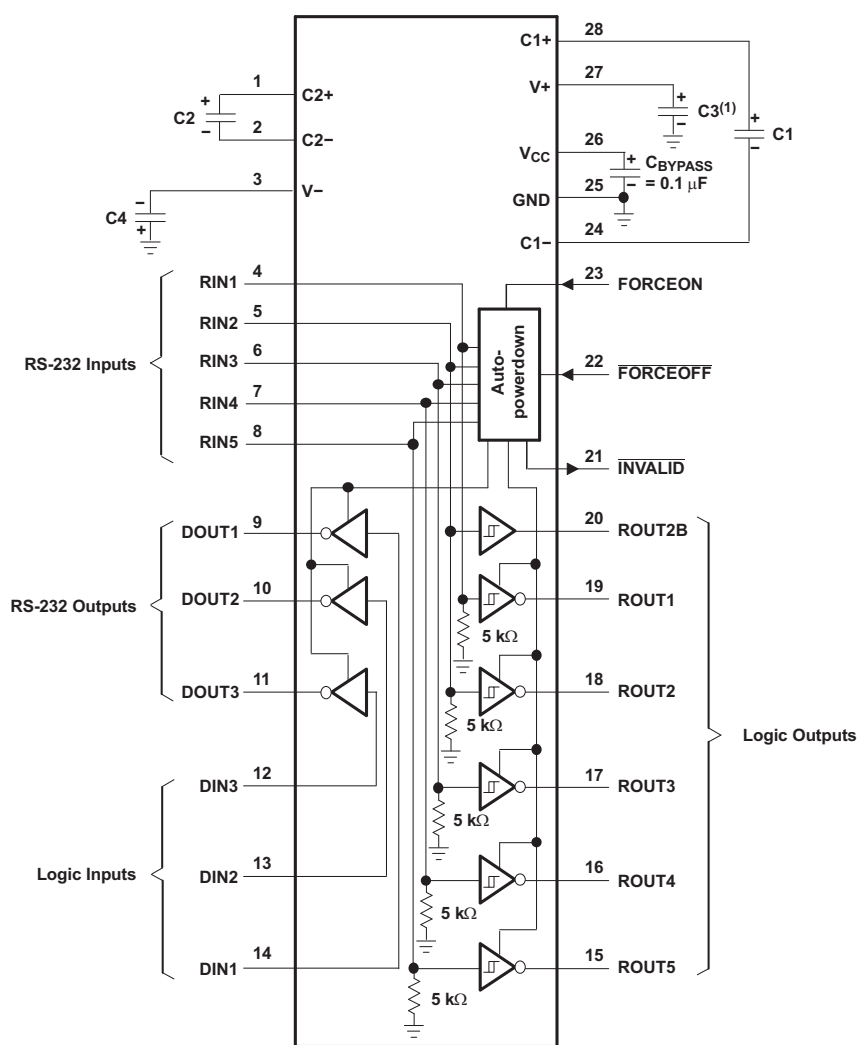 1
C2+
C2
+
−
2
C2−
3
V−
C4
−
+
C1+
28
V+
27
+
−
C3(1)
+
−
C1
VCC
26
+
−
CBYPASS
= 0.1 μF
GND
25
C1−
24
RS-232 Inputs
RIN1
4
RIN2
5
RIN3
6
RIN4
7
RIN5
8
Auto-
powerdown
23
FORCEON
22
FORCEOFF
21
INVALID
RS-232 Outputs
DOUT1
9
DOUT2
10
DOUT3
11
Logic Inputs
DIN3
12
DIN2
13
DIN1
14
20
ROUT2B
19
ROUT1
5 kΩ
18
ROUT2
5 kΩ
17
ROUT3
5 kΩ
16
ROUT4
5 kΩ
15
ROUT5
5 kΩ
Logic Outputs